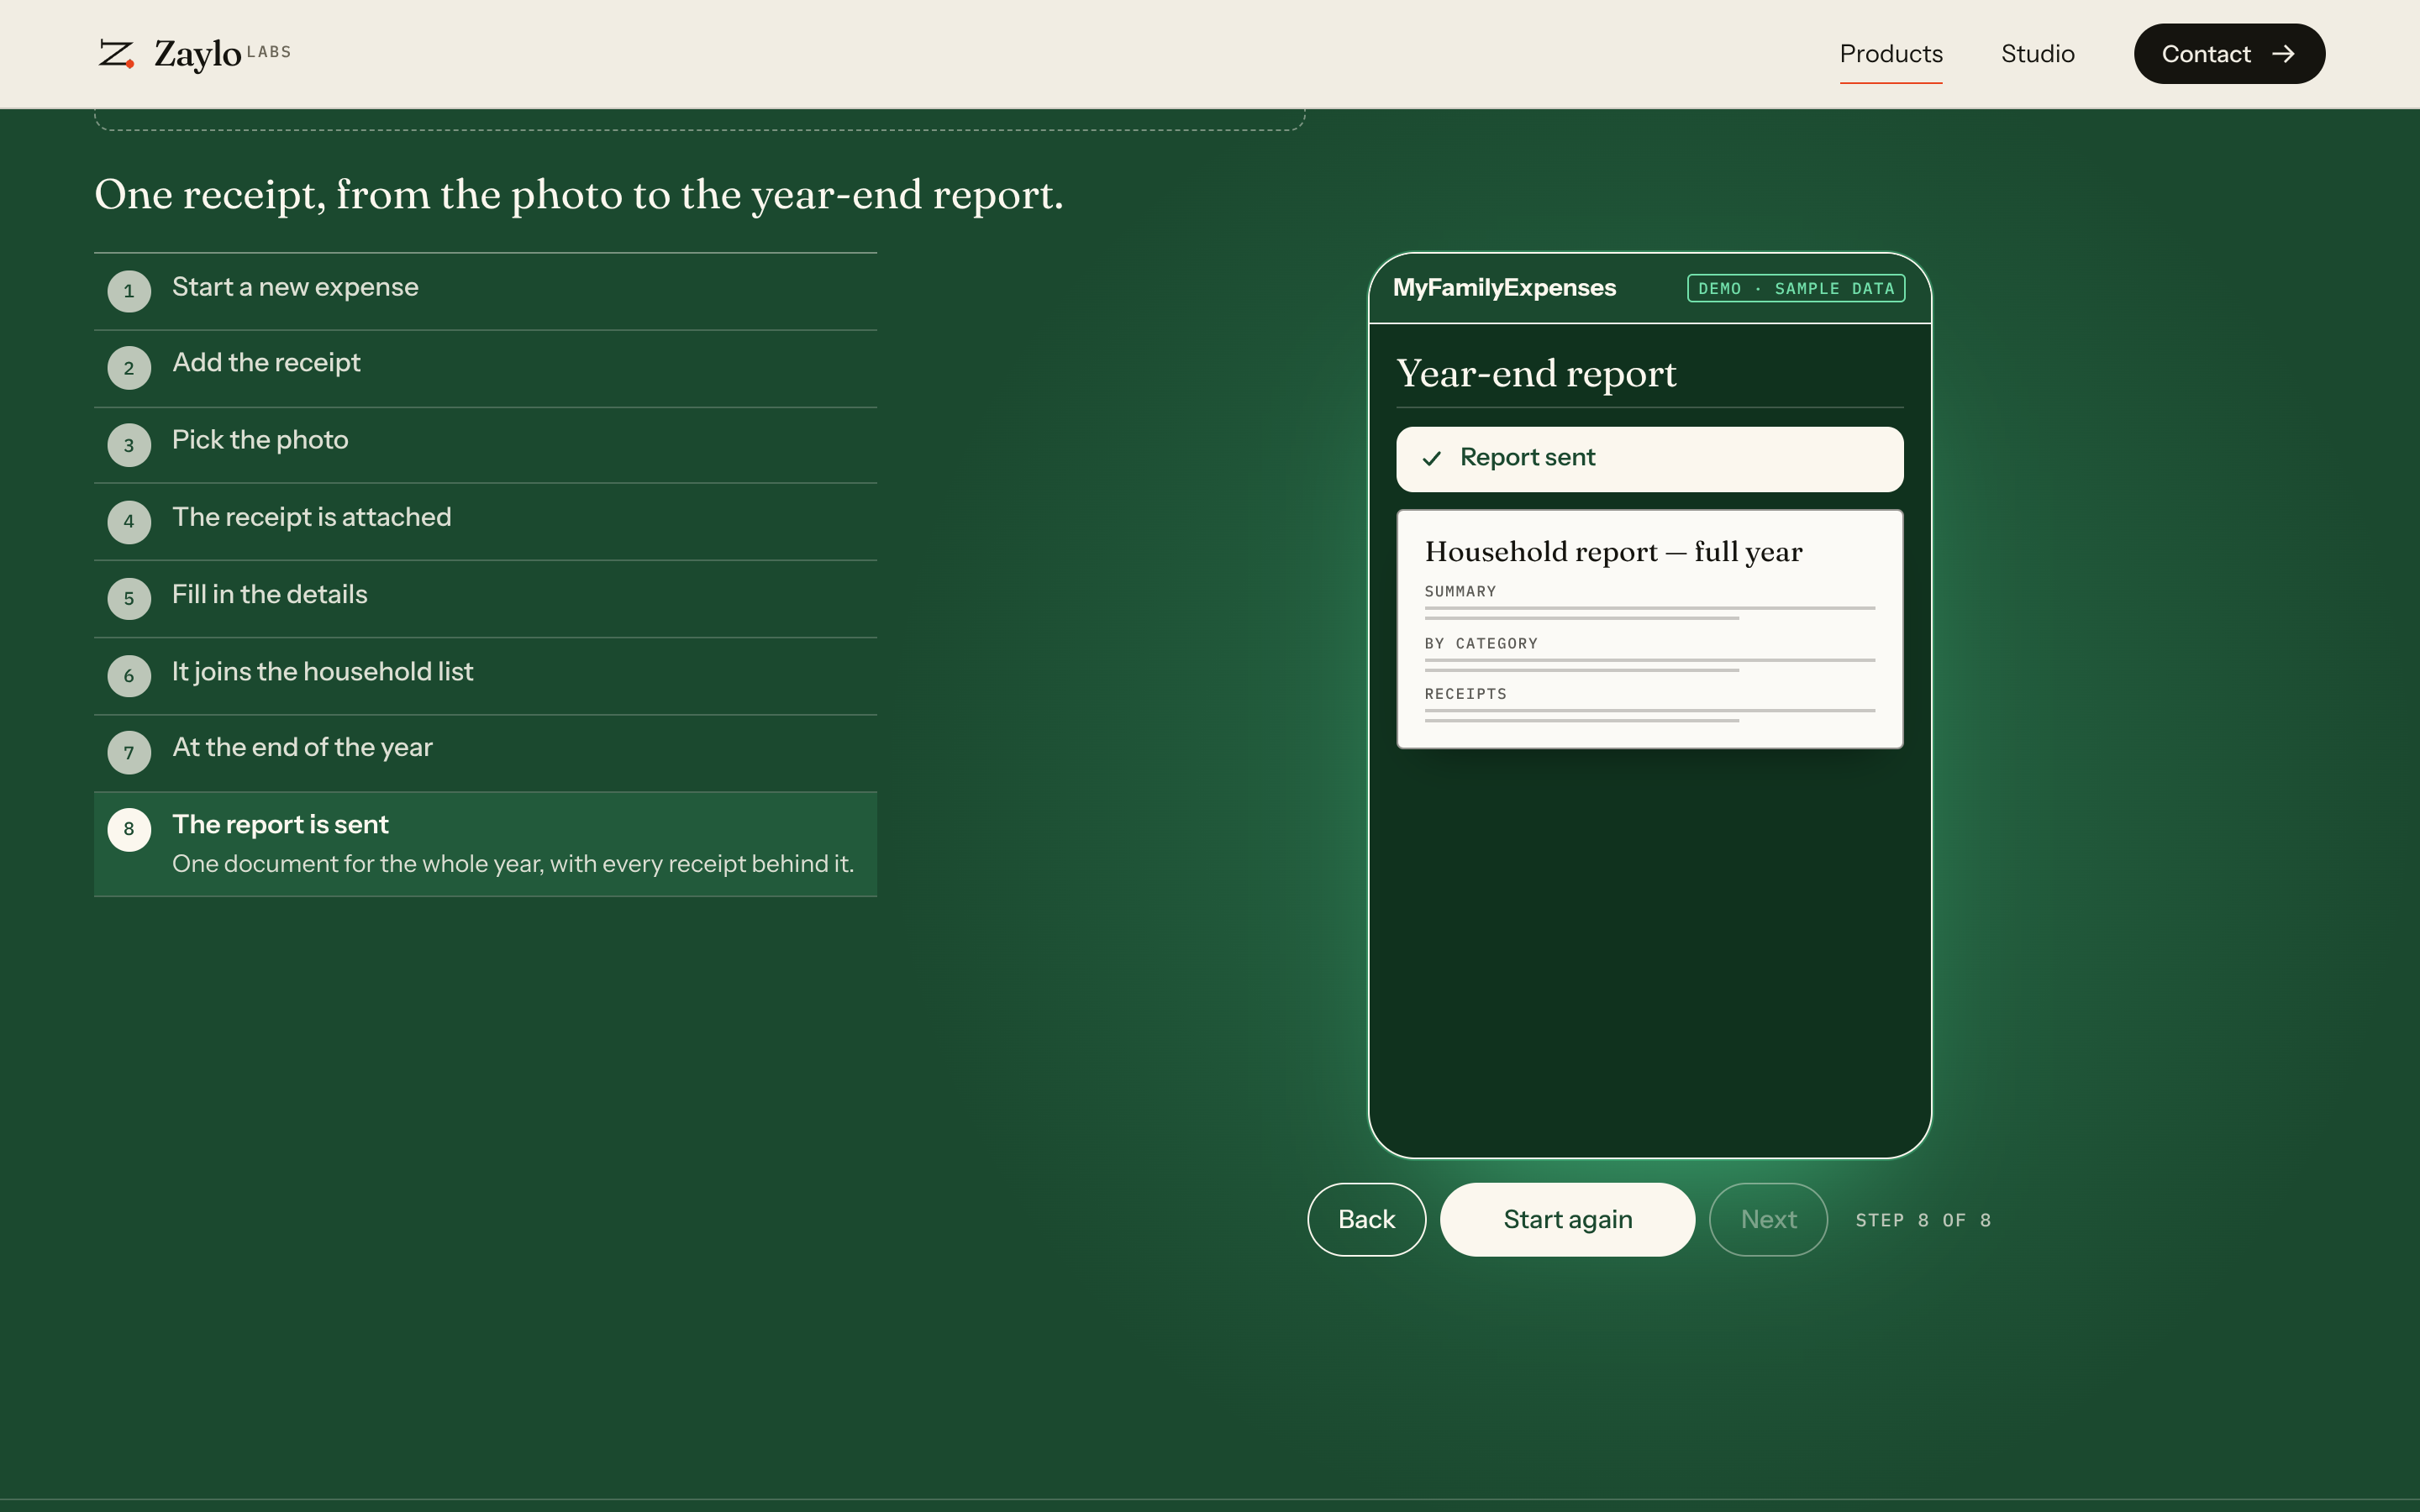 Zaylo LABS
Products
Studio
Contact →
One receipt, from the photo to the year-end report.
1 Start a new expense
2 Add the receipt
3 Pick the photo
4 The receipt is attached
5 Fill in the details
6 It joins the household list
7 At the end of the year
8 The report is sent
One document for the whole year, with every receipt behind it.
MyFamilyExpenses
DEMO · SAMPLE DATA
Year-end report
✓ Report sent
Household report — full year
SUMMARY
BY CATEGORY
RECEIPTS
Back
Start again
Next
STEP 8 OF 8